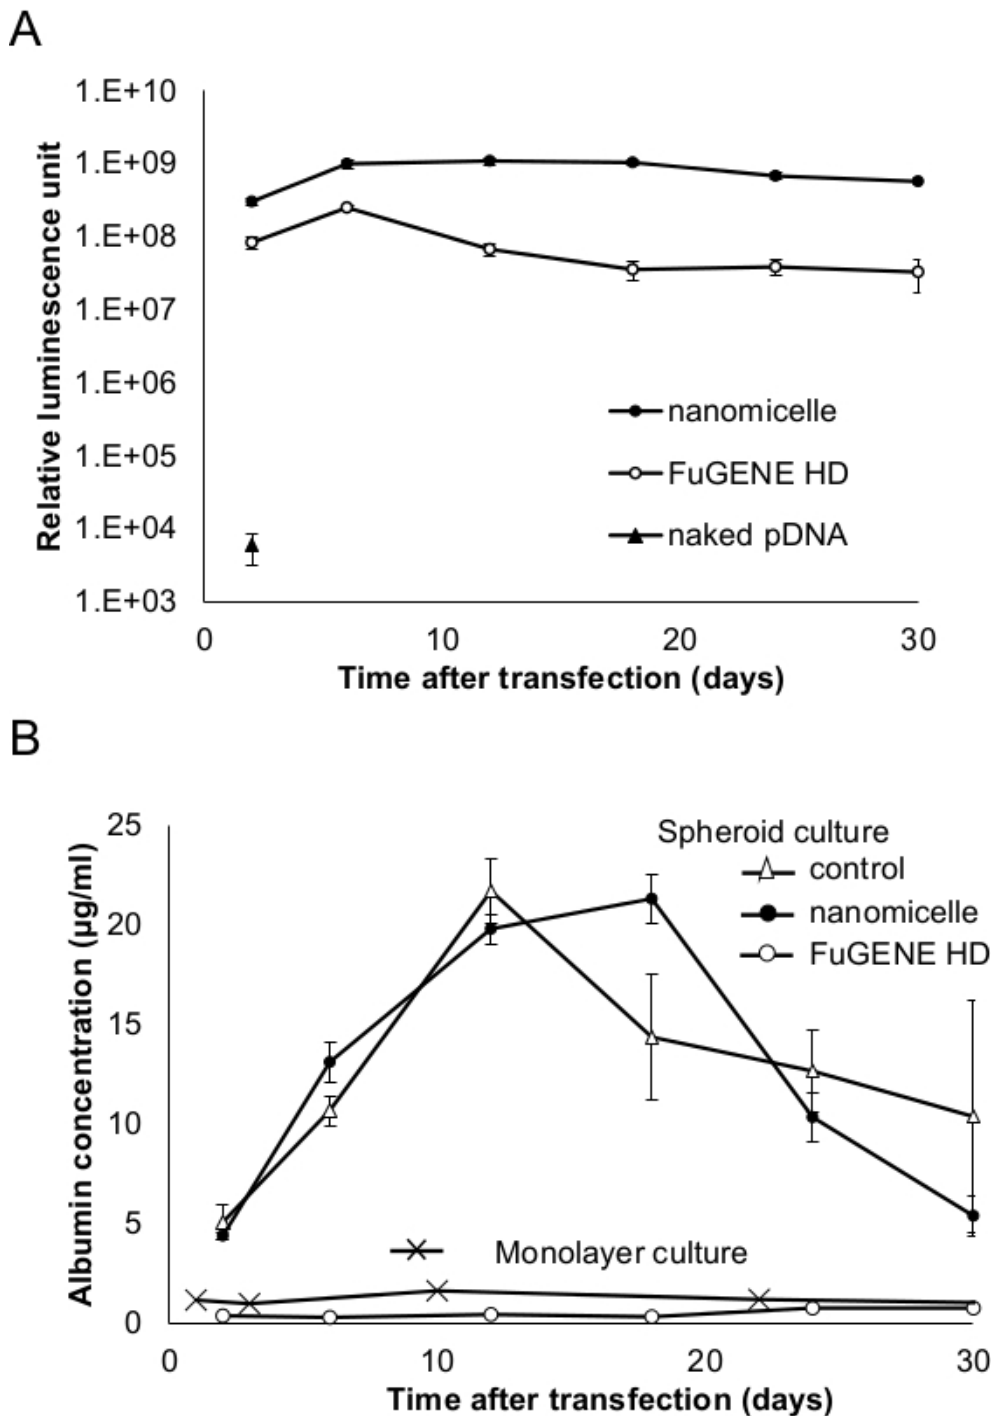 A
1.E+10
1.E+09
1.E+08
1.E+07
1.E+06
1.E+05
1.E+04
1.E+03
Relative luminescence unit
nanomicelle
FuGENE HD
naked pDNA
0 10 20 30
Time after transfection (days)
B
25
20
15
10
5
0
Albumin concentration (μg/ml)
Spheroid culture
control
nanomicelle
FuGENE HD
Monolayer culture
0 10 20 30
Time after transfection (days)